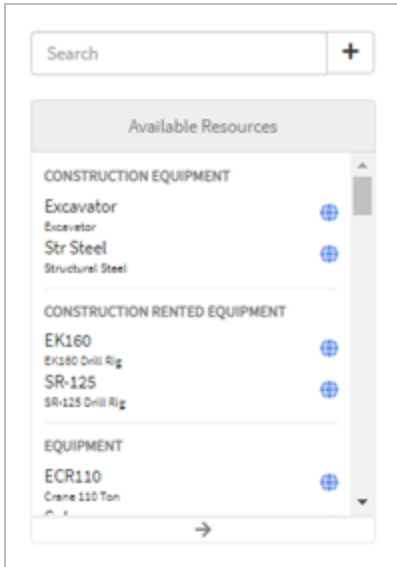 Search
+
Available Resources
CONSTRUCTION EQUIPMENT
Excavator
Excavator
Str Steel
Structural Steel
CONSTRUCTION RENTED EQUIPMENT
EK160
EK160 Drill Rig
SR-125
SR-125 Drill Rig
EQUIPMENT
ECR110
Crane 110 Ton